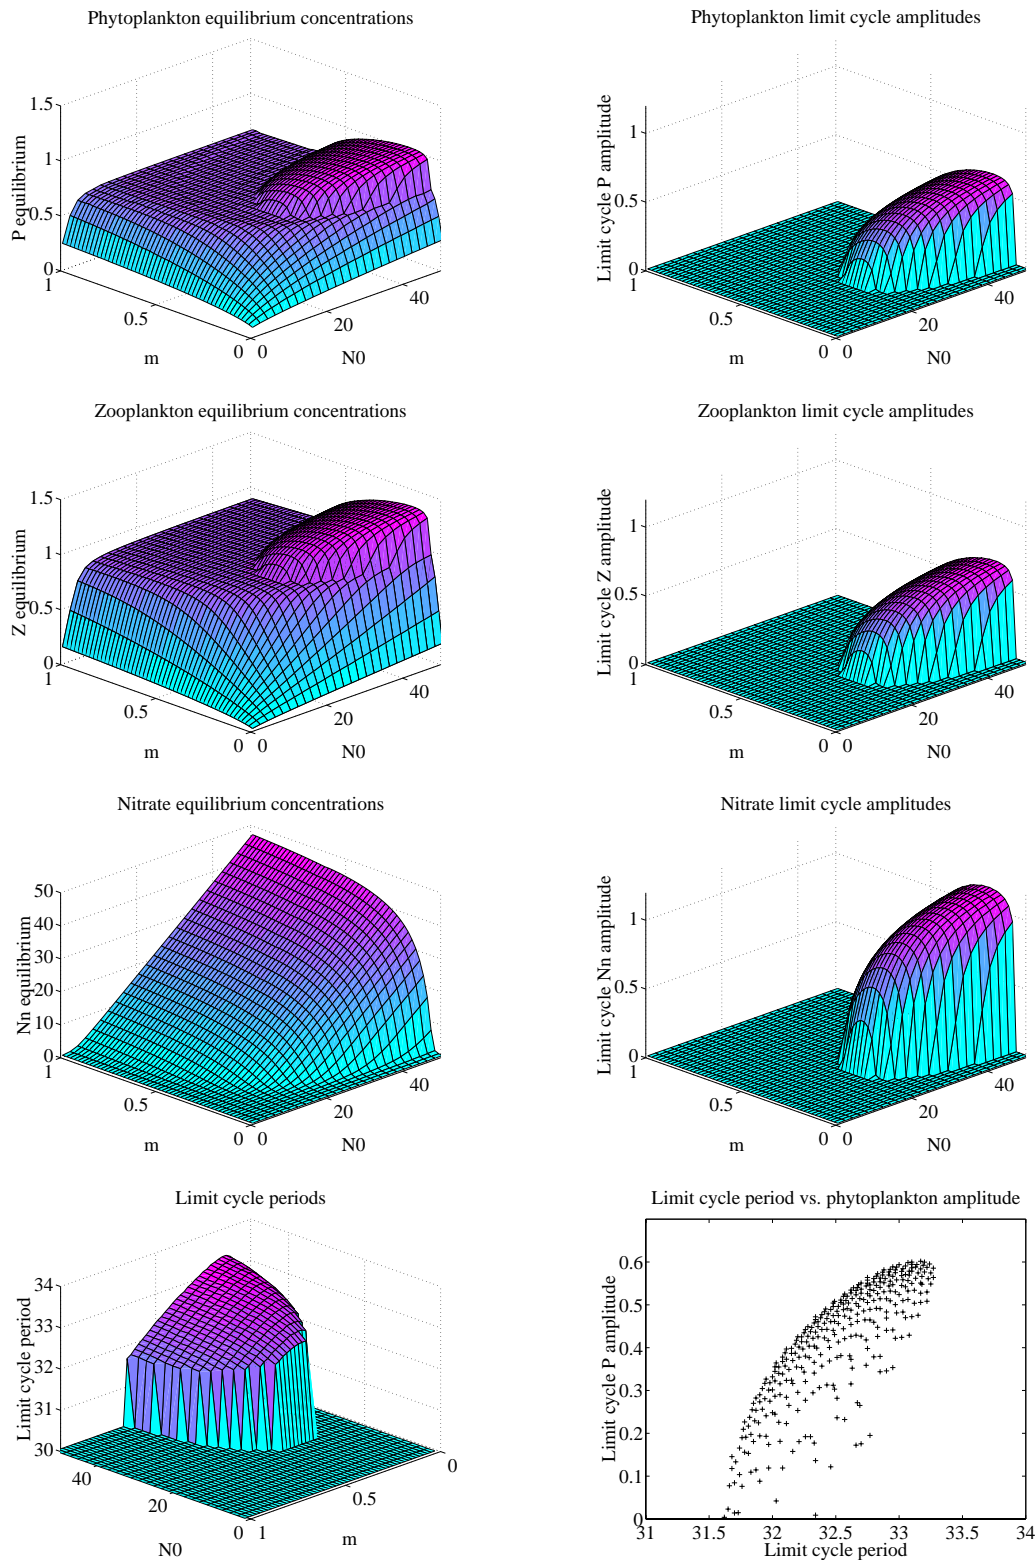 Phytoplankton equilibrium concentrations
1.5
1
0.5
0
P equilibrium
1
0.5
0
m
0
20
40
N0
Phytoplankton limit cycle amplitudes
1
0.5
0
Limit cycle P amplitude
1
0.5
0
m
0
20
40
N0
Zooplankton equilibrium concentrations
1.5
1
0.5
0
Z equilibrium
1
0.5
0
m
0
20
40
N0
Zooplankton limit cycle amplitudes
1
0.5
0
Limit cycle Z amplitude
1
0.5
0
m
0
20
40
N0
Nitrate equilibrium concentrations
50
40
30
20
10
0
Nn equilibrium
1
0.5
0
m
0
20
40
N0
Nitrate limit cycle amplitudes
1
0.5
0
Limit cycle Nn amplitude
1
0.5
0
m
0
20
40
N0
Limit cycle periods
34
33
32
31
30
Limit cycle period
40
20
0
N0
1
0.5
0
m
Limit cycle period vs. phytoplankton amplitude
0.6
0.5
0.4
0.3
0.2
0.1
0
Limit cycle P amplitude
31
31.5
32
32.5
33
33.5
34
Limit cycle period